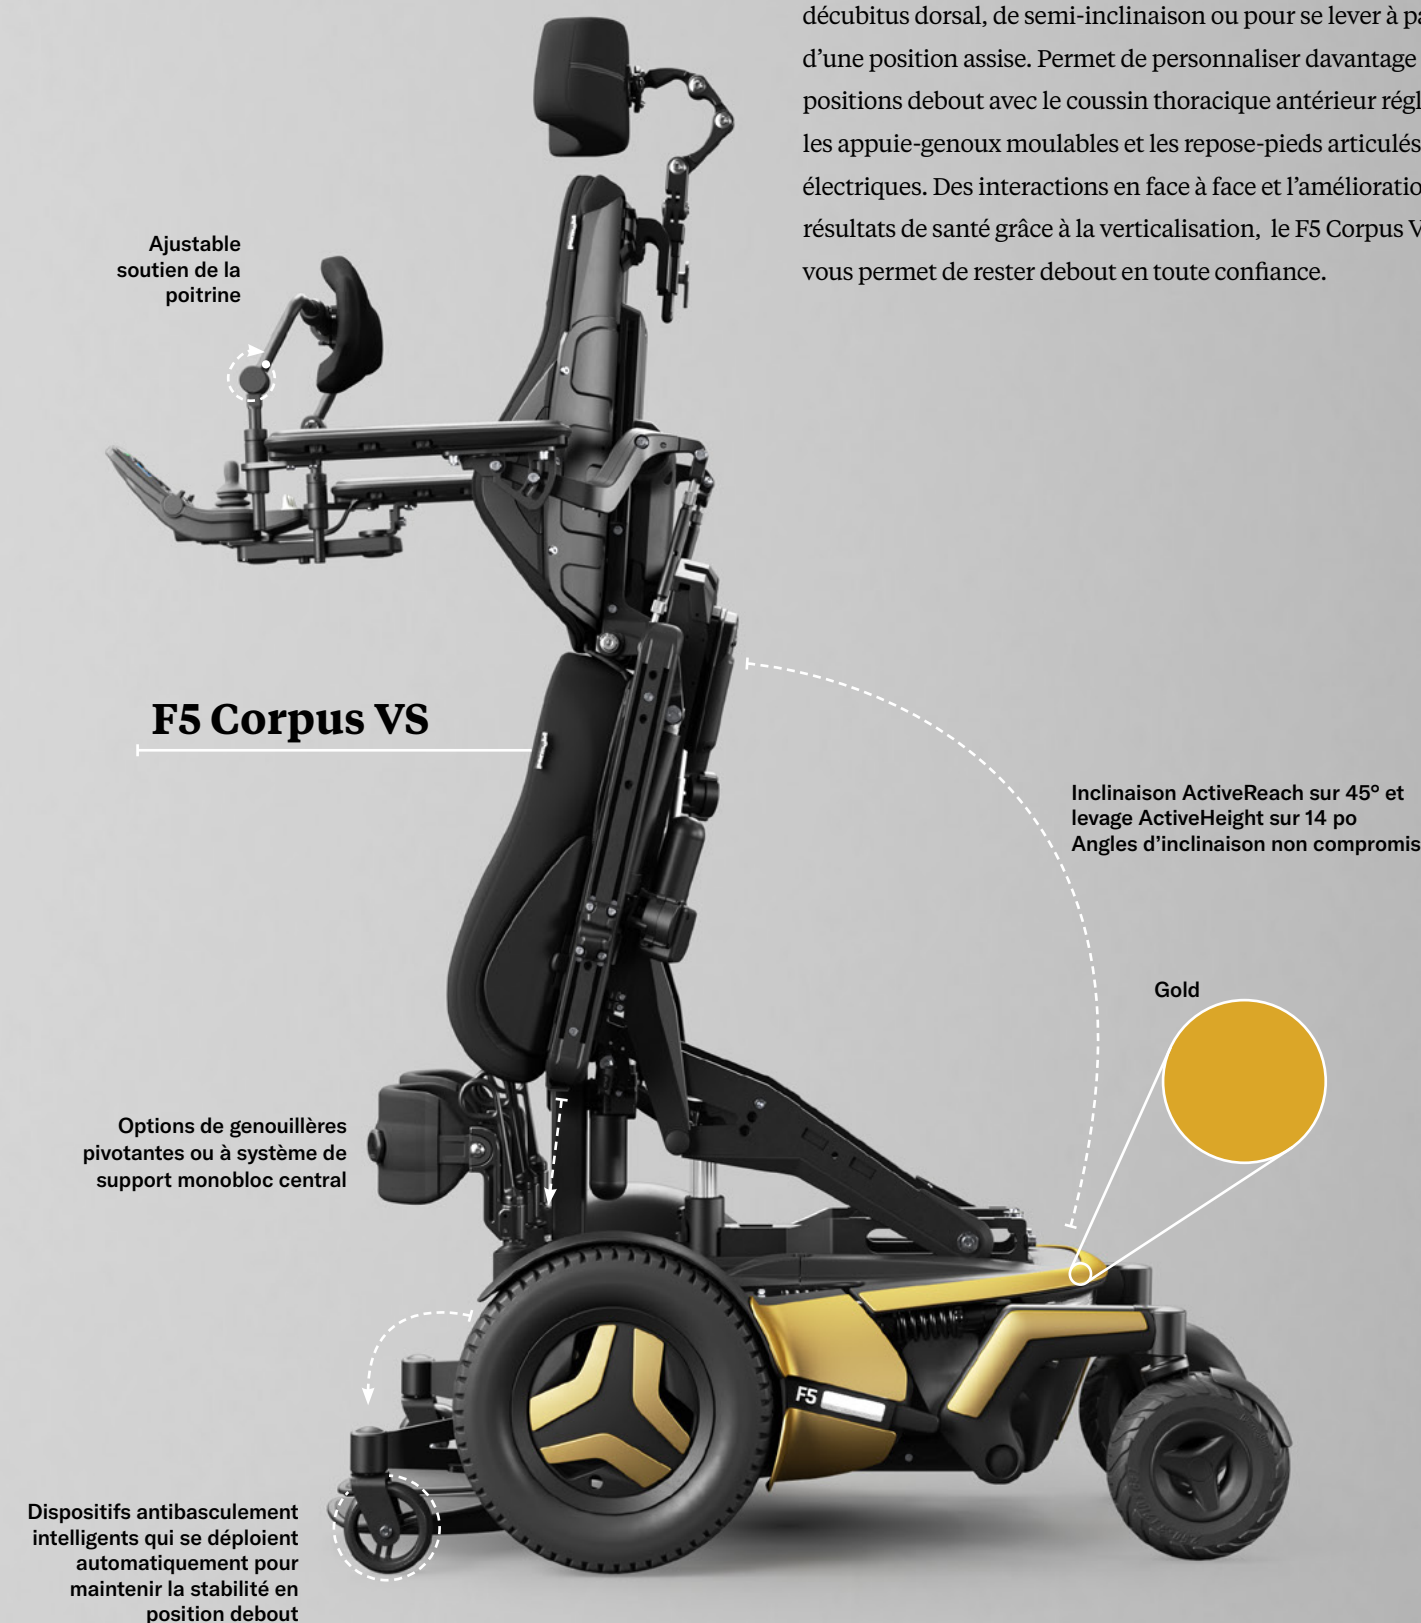 décubitus dorsal, de semi-inclinaison ou pour se lever à
d’une position assise. Permet de personnaliser davantage
positions debout avec le coussin thoracique antérieur
les appuie-genoux moulables et les repose-pieds articulés
électriques. Des interactions en face à face et
résultats de santé grâce à la verticalisation, le F5 Corpus
vous permet de rester debout en toute confiance.
Ajustable
soutien de la
poitrine
F5 Corpus VS
Inclinaison ActiveReach sur 45° et
levage ActiveHeight sur 14 po
Angles d’inclinaison non compromis
Gold
Options de genouillères
pivotantes ou à système de
support monobloc central
F5
Dispositifs antibasculement
intelligents qui se déploient
automatiquement pour
maintenir la stabilité en
position debout